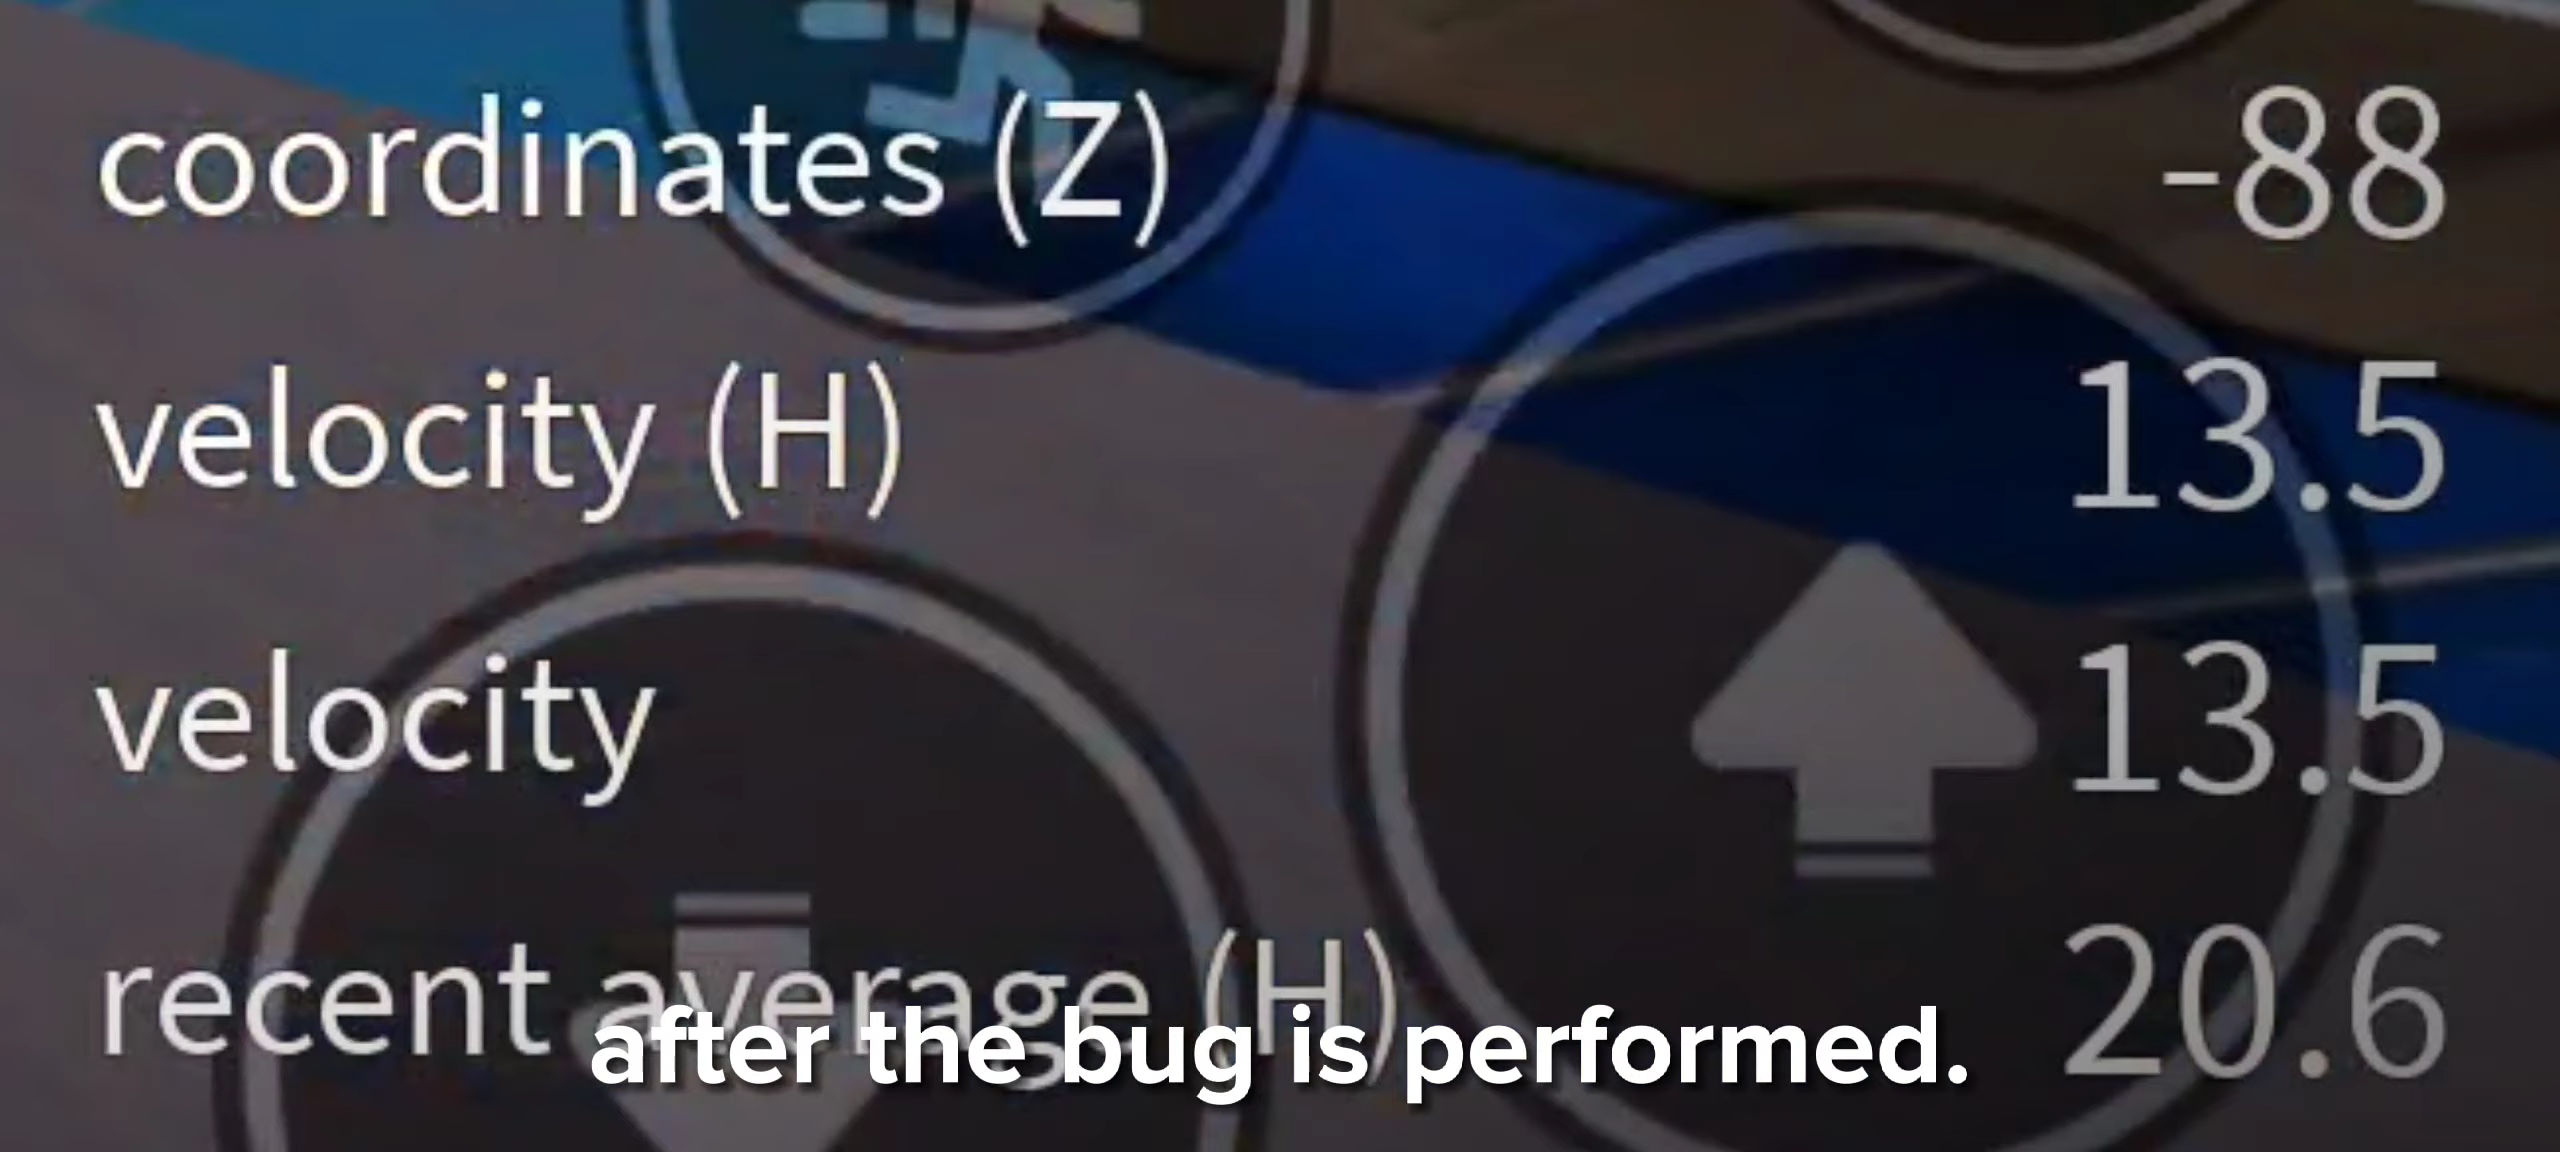 coordinates (Z) -88
velocity (H) 13.5
velocity 13.5
recent average (H) 20.6
after the bug is performed.